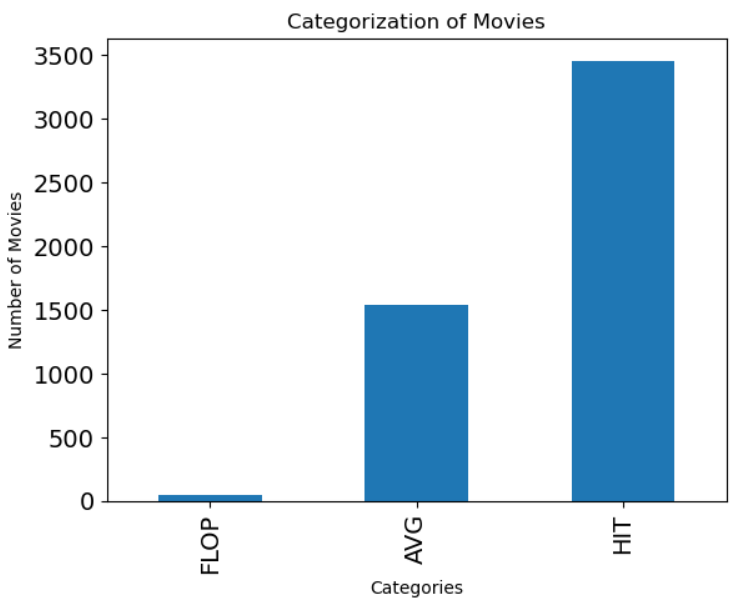 Categorization of Movies
3500
3000
2500
2000
1500
1000
500
0
Number of Movies
FLOP
AVG
HIT
Categories